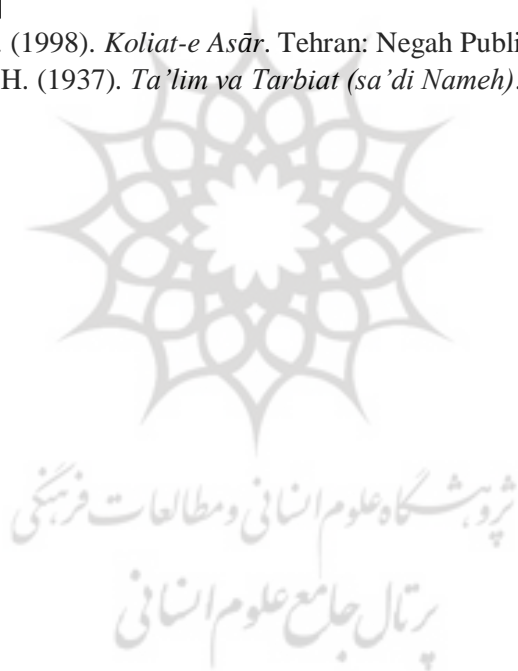 . (1998). Koliat-e Asār. Tehran: Negah Publi
H. (1937). Ta’lim va Tarbiat (sa’di Nameh).
پژوهشگاه علوم انسانی و مطالعات فرهنگی
پرتال جامع علوم انسانی